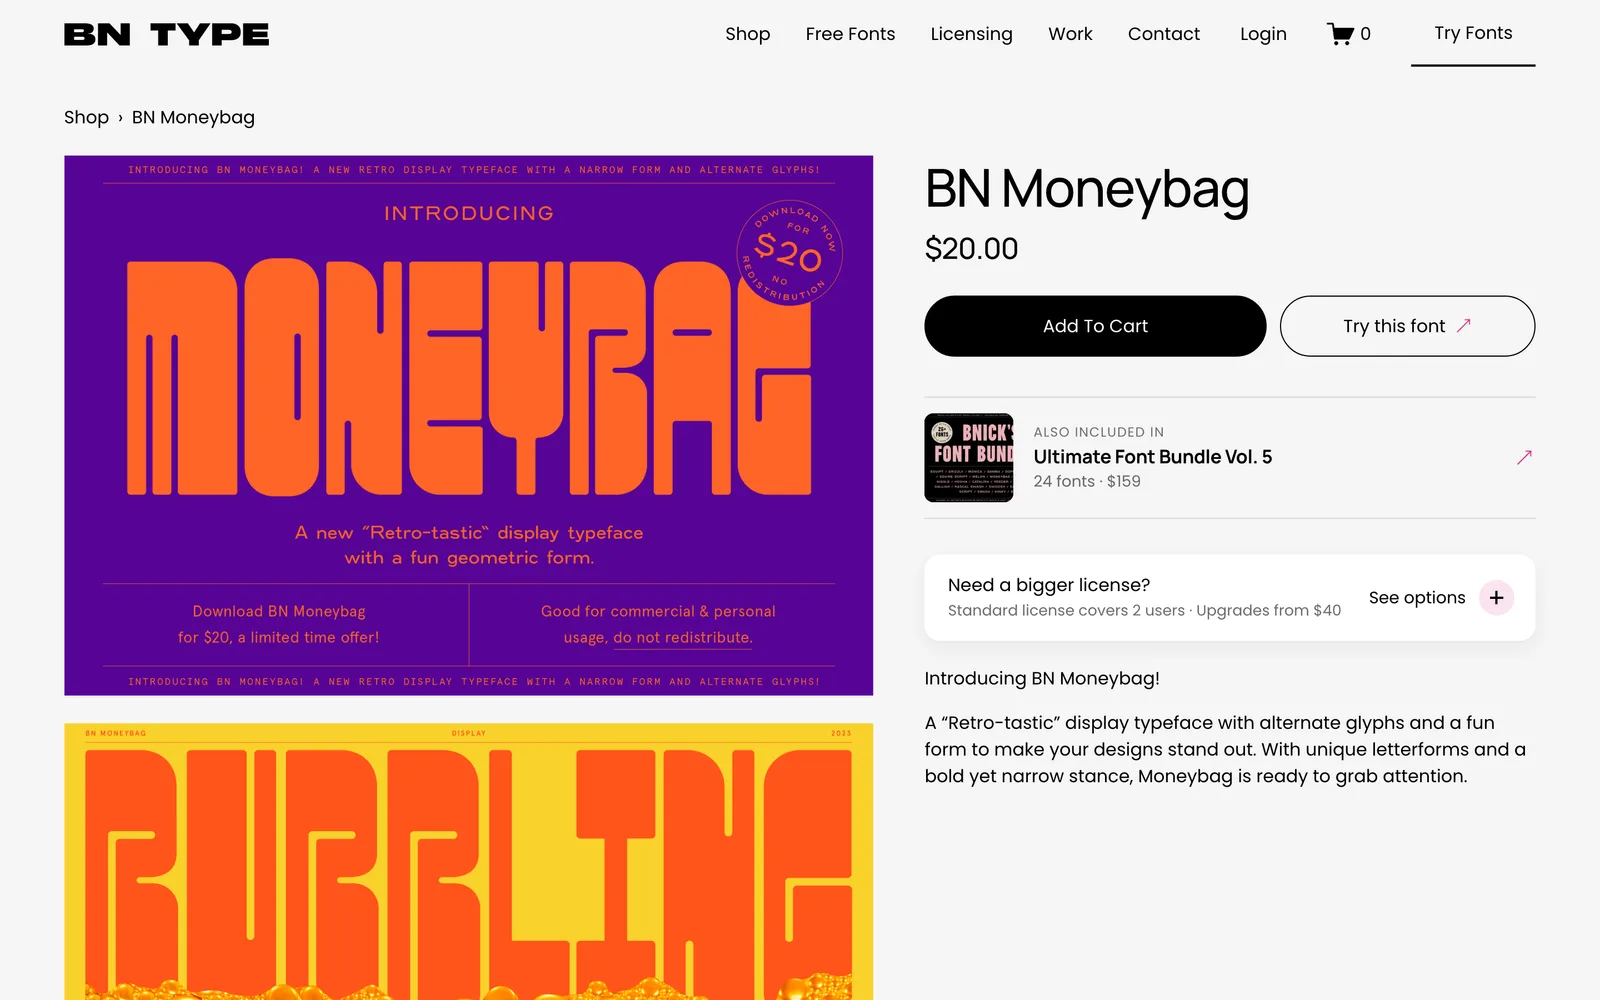 BN TYPE
Shop
Free Fonts
Licensing
Work
Contact
Login
0
Try Fonts
Shop › BN Moneybag
INTRODUCING BN MONEYBAG! A NEW RETRO DISPLAY TYPEFACE WITH A NARROW FORM AND ALTERNATE GLYPHS!
INTRODUCING
DOWNLOAD NOW
FOR
$20
NO
REDISTRIBUTION
MONEYBAG
A new “Retro-tastic“ display typeface
with a fun geometric form.
Download BN Moneybag
for $20, a limited time offer!
Good for commercial & personal
usage, do not redistribute.
INTRODUCING BN MONEYBAG! A NEW RETRO DISPLAY TYPEFACE WITH A NARROW FORM AND ALTERNATE GLYPHS!
BN MONEYBAG
DISPLAY
2023
BURRLING
BN Moneybag
$20.00
Add To Cart
Try this font
BNICK'S
FONT BUND
ALSO INCLUDED IN
Ultimate Font Bundle Vol. 5
24 fonts · $159
Need a bigger license?
Standard license covers 2 users · Upgrades from $40
See options
Introducing BN Moneybag!
A “Retro-tastic” display typeface with alternate glyphs and a fun
form to make your designs stand out. With unique letterforms and a
bold yet narrow stance, Moneybag is ready to grab attention.